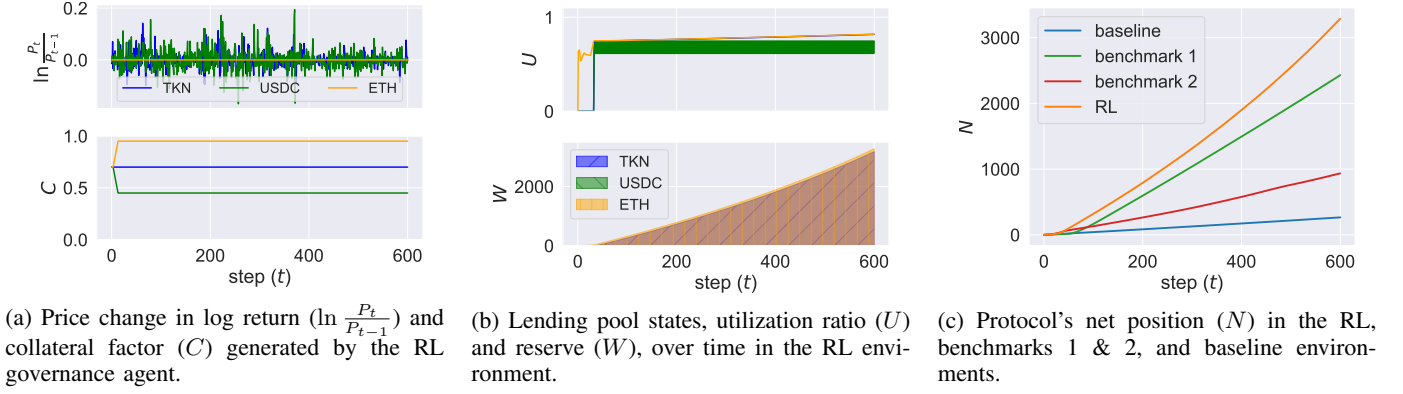 0.2
0.0
ln P_t / P_{t−1}
TKN USDC ETH
1.0
0.5
0.0
C
0 200 400 600
step (t)
(a) Price change in log return (ln P_t / P_{t−1}) and
collateral factor (C) generated by the RL
governance agent.
1
0
U
TKN
USDC
ETH
2000
0
W
0 200 400 600
step (t)
(b) Lending pool states, utilization ratio (U)
and reserve (W), over time in the RL envi-
ronment.
baseline
benchmark 1
benchmark 2
RL
3000
2000
1000
0
N
0 200 400 600
step (t)
(c) Protocol's net position (N) in the RL,
benchmarks 1 & 2, and baseline environ-
ments.